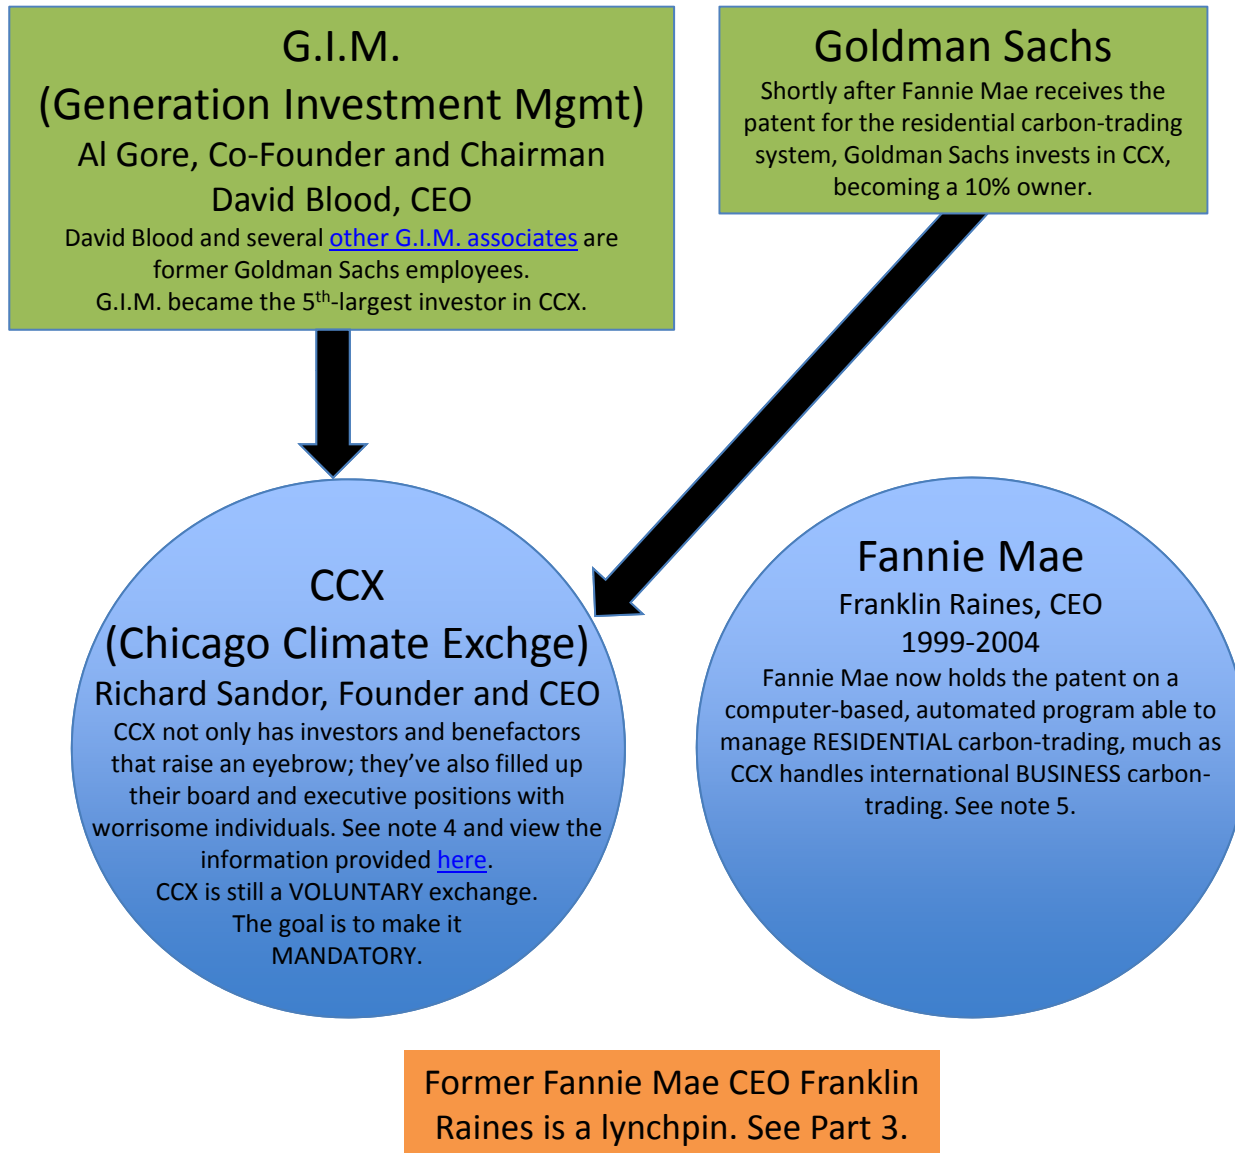 G.I.M.
(Generation Investment Mgmt)
Al Gore, Co-Founder and Chairman
David Blood, CEO
David Blood and several other G.I.M. associates are
former Goldman Sachs employees.
G.I.M. became the 5th-largest investor in CCX.
Goldman Sachs
Shortly after Fannie Mae receives the
patent for the residential carbon-trading
system, Goldman Sachs invests in CCX,
becoming a 10% owner.
CCX
(Chicago Climate Exchge)
Richard Sandor, Founder and CEO
CCX not only has investors and benefactors
that raise an eyebrow; they’ve also filled up
their board and executive positions with
worrisome individuals. See note 4 and view the
information provided here.
CCX is still a VOLUNTARY exchange.
The goal is to make it
MANDATORY.
Fannie Mae
Franklin Raines, CEO
1999-2004
Fannie Mae now holds the patent on a
computer-based, automated program able to
manage RESIDENTIAL carbon-trading, much as
CCX handles international BUSINESS carbon-
trading. See note 5.
Former Fannie Mae CEO Franklin
Raines is a lynchpin. See Part 3.